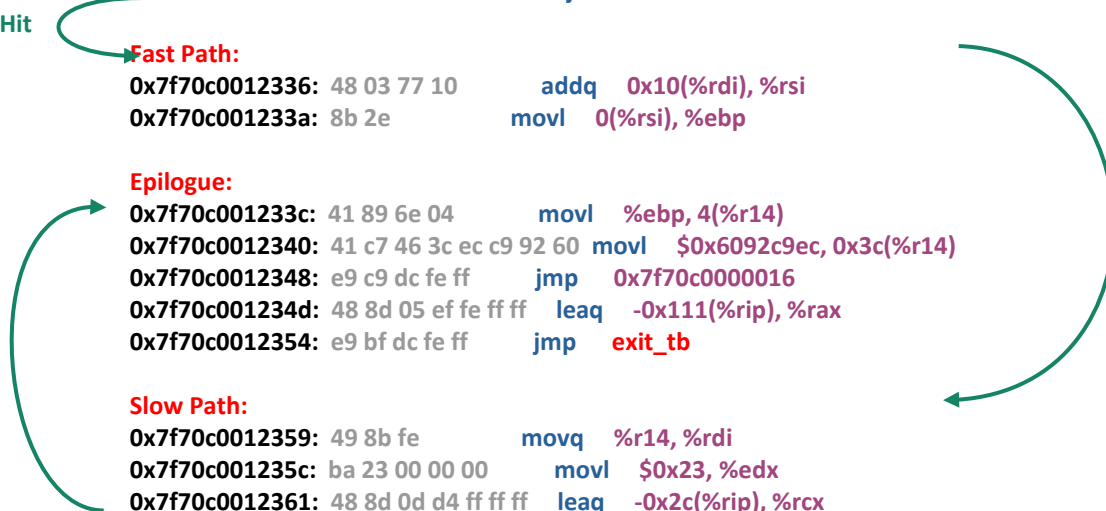 Hit
Fast Path:
0x7f70c0012336: 48 03 77 10 addq 0x10(%rdi), %rsi
0x7f70c001233a: 8b 2e movl 0(%rsi), %ebp
Epilogue:
0x7f70c001233c: 41 89 6e 04 movl %ebp, 4(%r14)
0x7f70c0012340: 41 c7 46 3c ec c9 92 60 movl $0x6092c9ec, 0x3c(%r14)
0x7f70c0012348: e9 c9 dc fe ff jmp 0x7f70c0000016
0x7f70c001234d: 48 8d 05 ef fe ff ff leaq -0x111(%rip), %rax
0x7f70c0012354: e9 bf dc fe ff jmp exit_tb
Slow Path:
0x7f70c0012359: 49 8b fe movq %r14, %rdi
0x7f70c001235c: ba 23 00 00 00 movl $0x23, %edx
0x7f70c0012361: 48 8d 0d d4 ff ff ff leaq -0x2c(%rip), %rcx